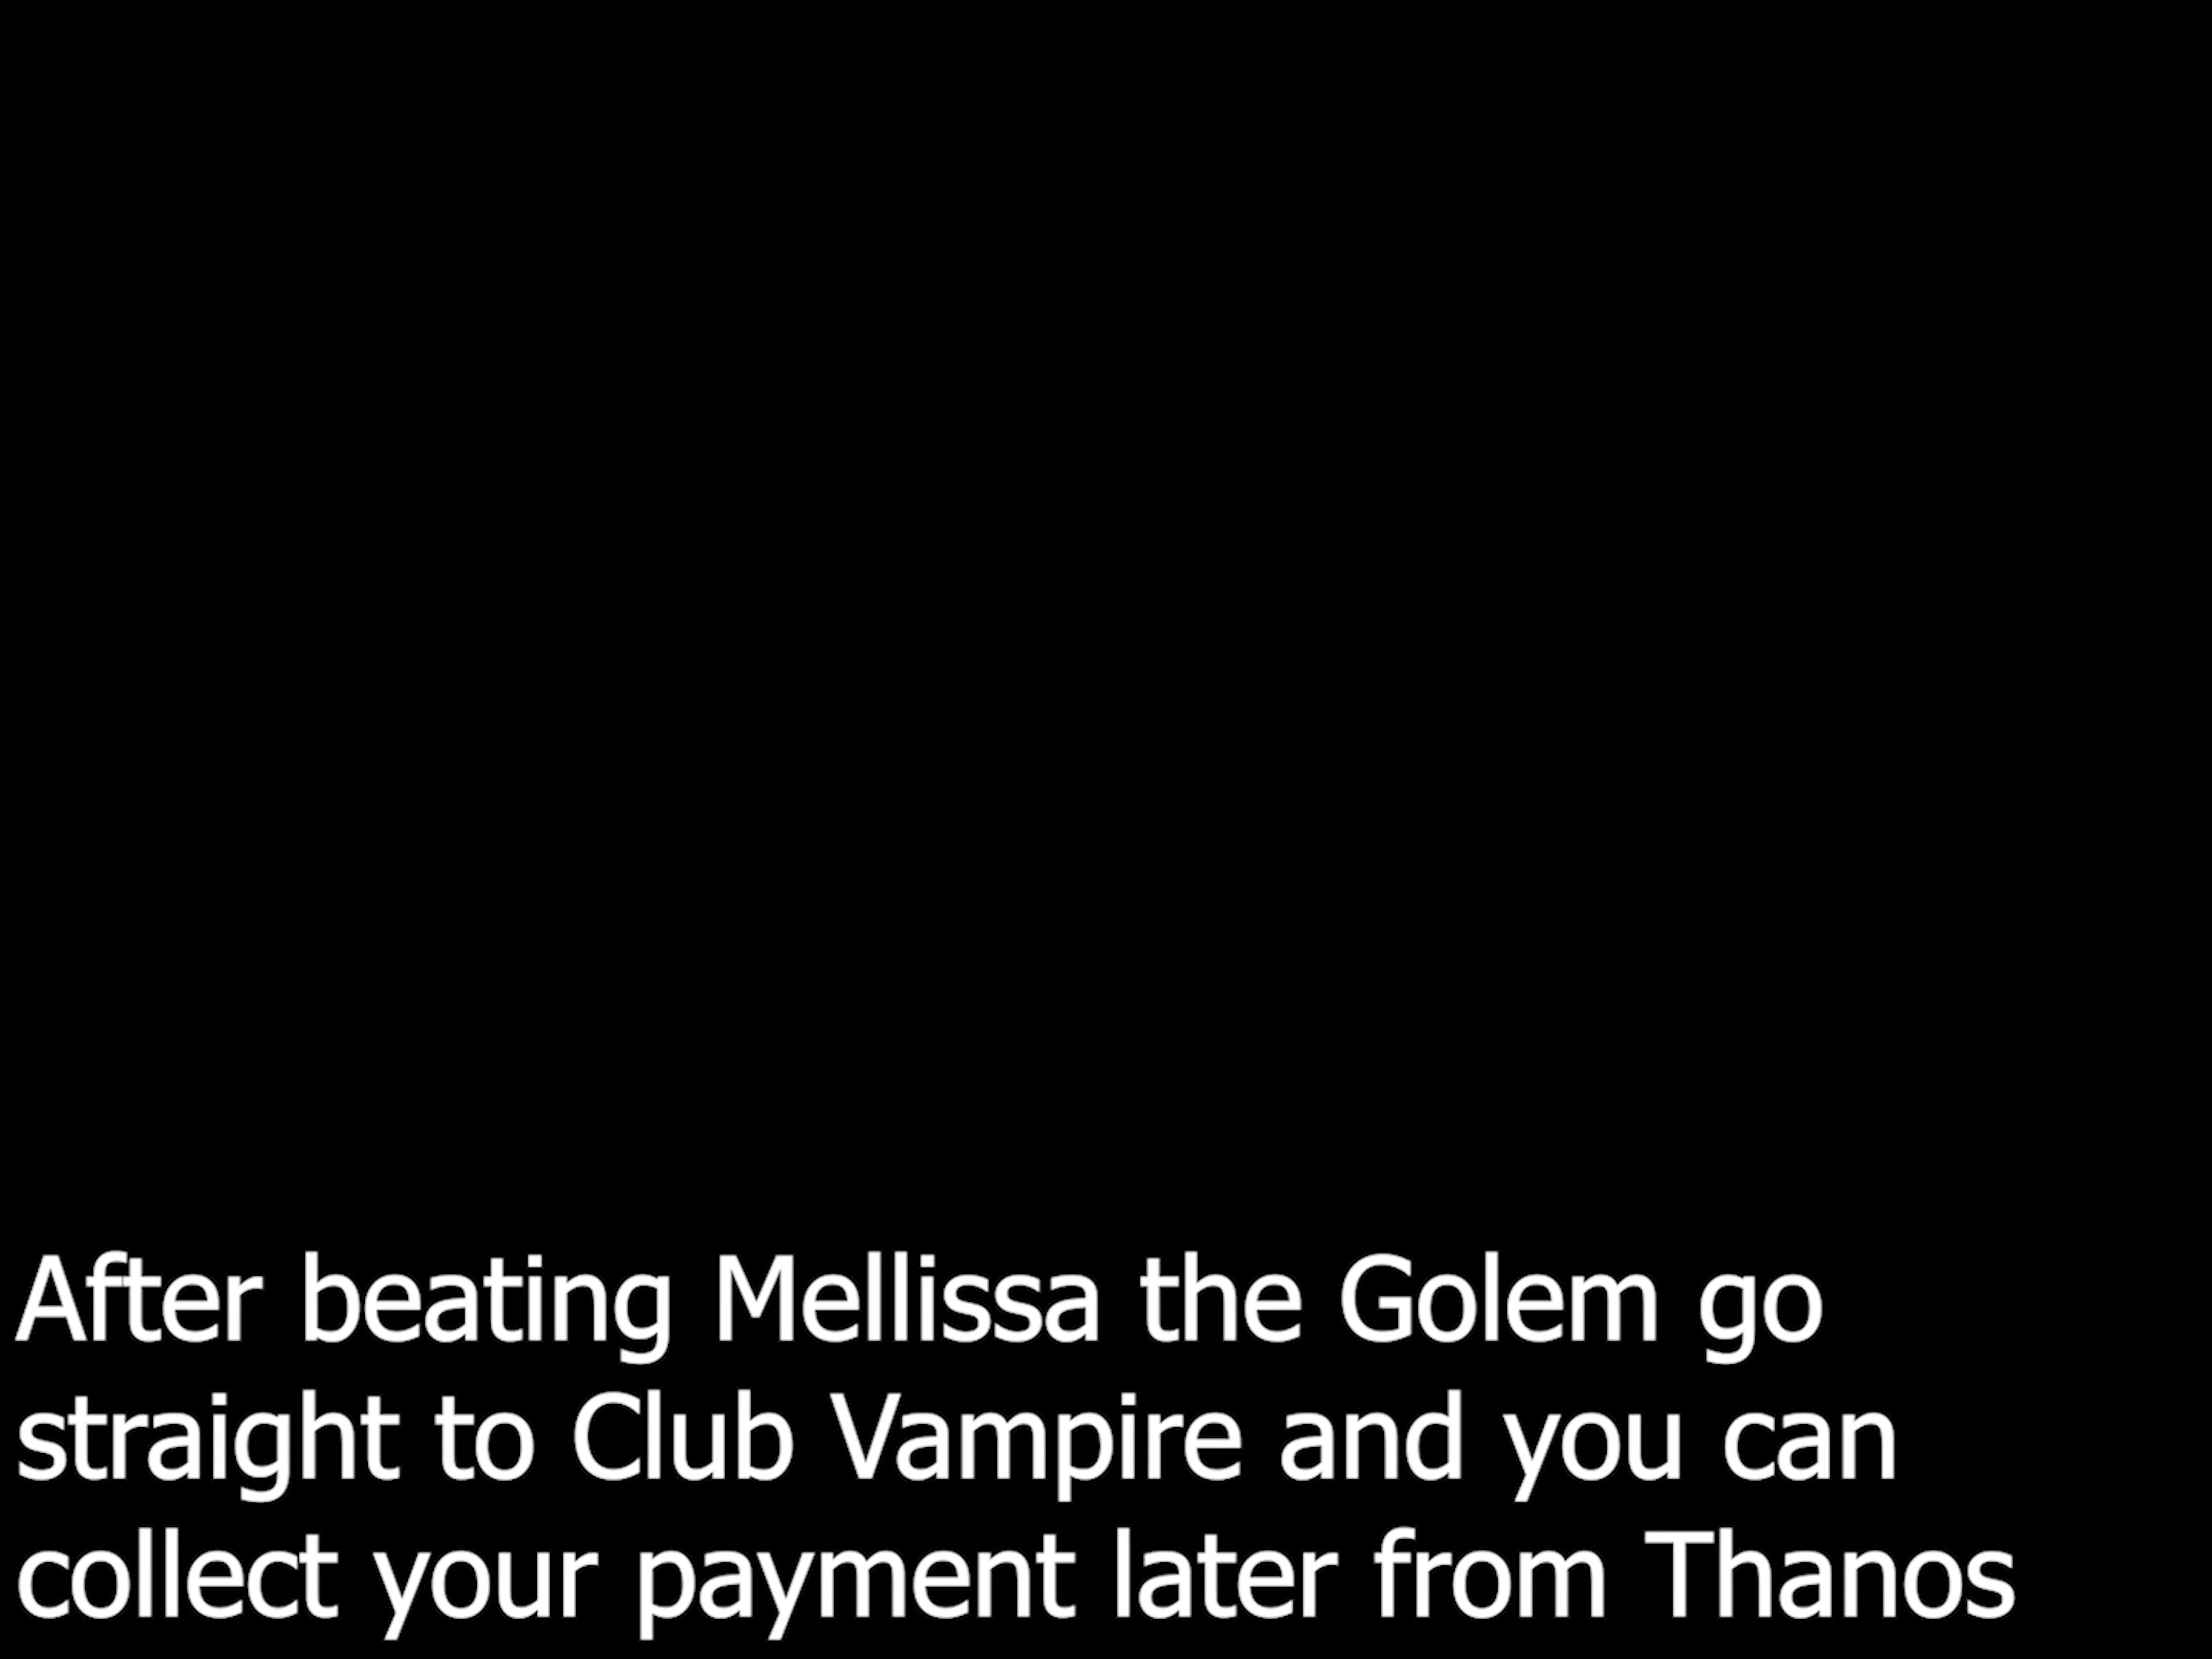 After beating Mellissa the Golem go
straight to Club Vampire and you can
collect your payment later from Thanos